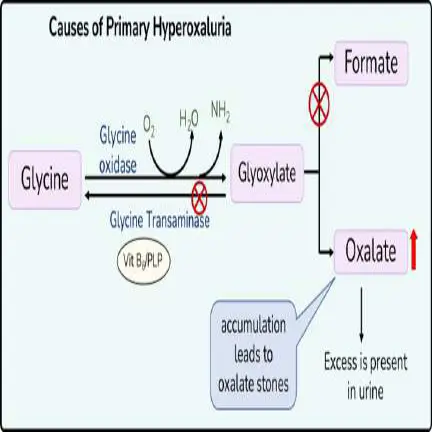 Causes of Primary Hyperoxaluria
Formate
O₂
H₂O
NH₂
Glycine
oxidase
Glycine
Glyoxylate
Glycine Transaminase
Vit B₆/PLP
Oxalate
accumulation
leads to
oxalate stones
Excess is present
in urine